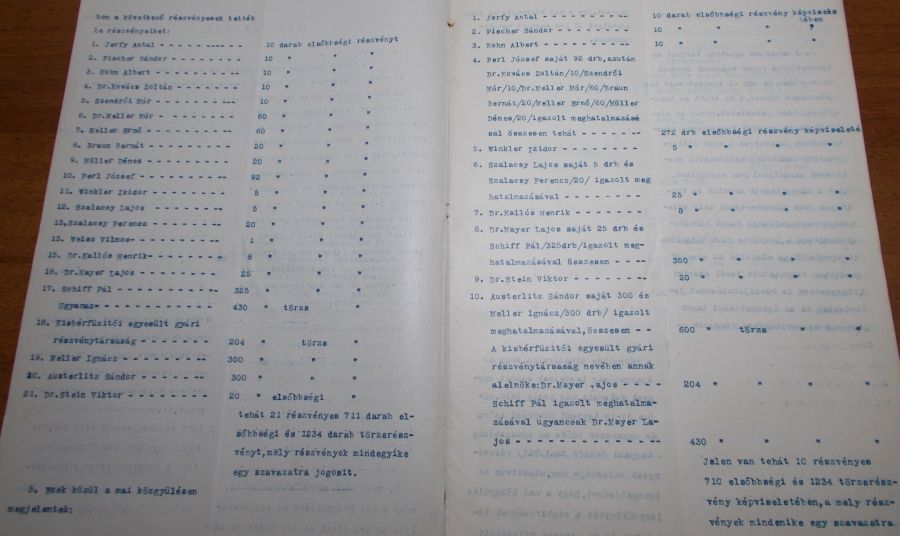 ben a következő részvényesek tették
le részvényeiket:
1. Jerfy Antal - - - - - - - - - - 10 darab elsőbbségi részvényt
2. Fischer Sándor - - - - - - - - 10 " " "
3. Kohn Albert - - - - - - - - - 10 " " "
4. Dr.Kovács Zoltán - - - - - - - 10 " " "
5. Szendrői Mór - - - - - - - - - 10 " " "
6. Dr.Meller Mór - - - - - - - - 60 " " "
7. Meller Ernő - - - - - - - - - 60 " " "
8. Braun Bernát - - - - - - - - - 20 " " "
9. Möller Dénes - - - - - - - - - 20 " " "
10. Perl József - - - - - - - - - 92 " " "
11. Winkler Izidor - - - - - - - 5 " " "
12. Szalacsy Lajos - - - - - - - 5 " " "
13,Szalacsy Ferencz - - - - - - - 20 " " "
13. Weisz Vilmos- - - - - - - - - 1 " " "
15. Dr.Kallós Henrik- - - - - - - 8 " " "
16. Dr.Mayer Lajos - - - - - - - 25 " " "
17. Schiff Pál - - - - - - - - - 325 " " "
Ugyanaz- - - - - - - - - - - 430 " törzs "
18. Kisbérfüzitői egyesült gyári
részvénytársaság - - - - - - - 204 " törzs "
19. Meller Ignácz - - - - - - - - 300 " " "
20. Austerlitz Sándor - - - - - - 300 " " "
21. Dr.Stein Viktor - - - - - - - 20 " elsőbbségi "
tehát 21 részvényes 711 darab el-
sőbbségi és 1234 darab törzsrész-
vényt,mely részvények mindegyike
egy szavazatra jogosit.
3. Ezek közül a mai közgyülésen
megjelentek:
1. Jerfy Antal - - - - - - - - - 10 darab elsőbbségi részvény képvisele
tében
2. Fischer Sándor - - - - - - - - 10 " " " "
3. Kohn Albert - - - - - - - - - 10 " " " "
4. Perl József saját 92 drb,azután
Dr.Kovács Zoltán/10/Szendrői
Mór/10/Dr.Meller Mór/60/Braun
Bernát/20/Meller Ernő/60/Möller
Dénes/20/igazolt meghatalmazásá
sal összesen tehát - - - - - - - 272 drb elsőbbségi részvény képviseleté
5. Winkler Izidor - - - - - - - - 5 " " " "
6. Szalacsy Lajos saját 5 drb és
Szalacsy Ferencz/20/ igazolt meg
hatalmazásával - - - - - - - - 25 " " " "
7. Dr.Kallós Henrik - - - - - - - 8 " " " "
8. Dr.Mayer Lajos saját 25 drb és
Schiff Pál/325drb/igazolt meg-
hatalmazásával összesen - - - - 350 " " " "
9. Dr.Stein Viktor - - - - - - - - 20 " " " "
10. Austerlitz Sándor saját 300 és
Meller Ignácz/300 drb/ igazolt
meghatalmazásával,összesen - - 600 " törzs " "
A kisbérfüzitői egyesült gyári
részvénytársaság nevében annak
alelnöke:Dr.Mayer ,ajos - - - - 204 " " " "
Schiff Pál igazolt meghatalma-
zásával ugyancsak Dr.Mayer La-
jos - - - - - - - - - - - - - 430 " " " "
Jelen van tehát 10 részvényes
710 elsőbbségi és 1234 törzsrész-
vény képviseletében,a mely rész-
vények mindenike egy szavazatra